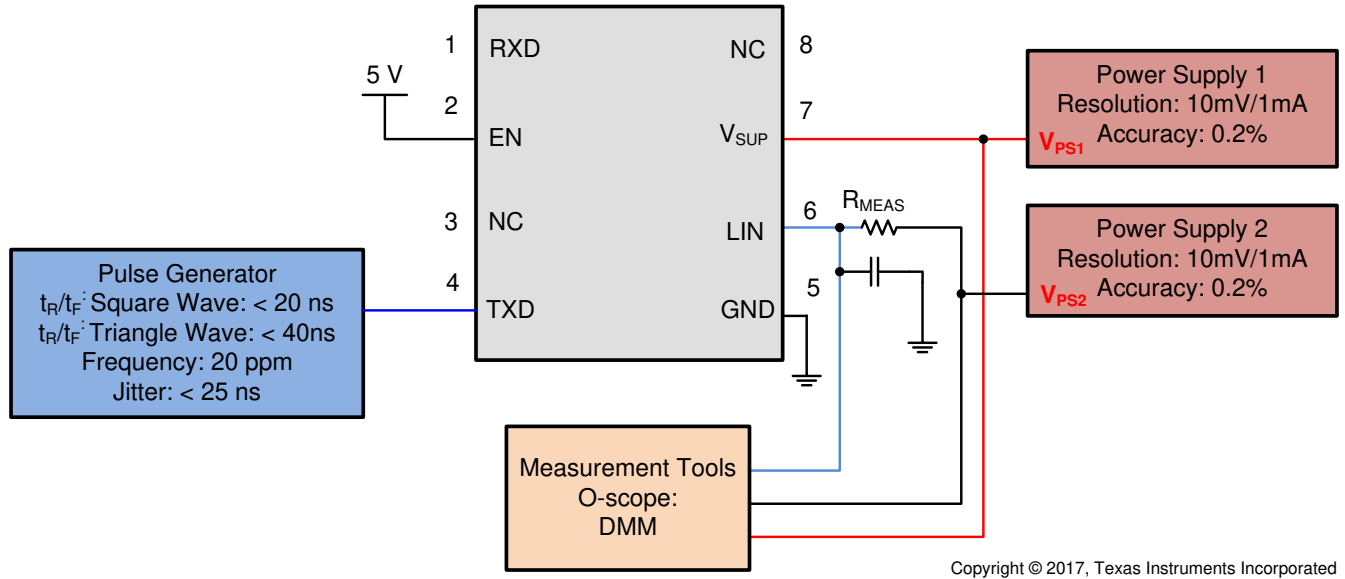 1
RXD
NC
8
5 V
2
EN
7
VSUP
Power Supply 1
Resolution: 10mV/1mA
VPS1 Accuracy: 0.2%
3
NC
6
LIN
RMEAS
Power Supply 2
Resolution: 10mV/1mA
VPS2 Accuracy: 0.2%
4
TXD
5
GND
Pulse Generator
tR/tF: Square Wave: < 20 ns
tR/tF: Triangle Wave: < 40ns
Frequency: 20 ppm
Jitter: < 25 ns
Measurement Tools
O-scope:
DMM
Copyright © 2017, Texas Instruments Incorporated